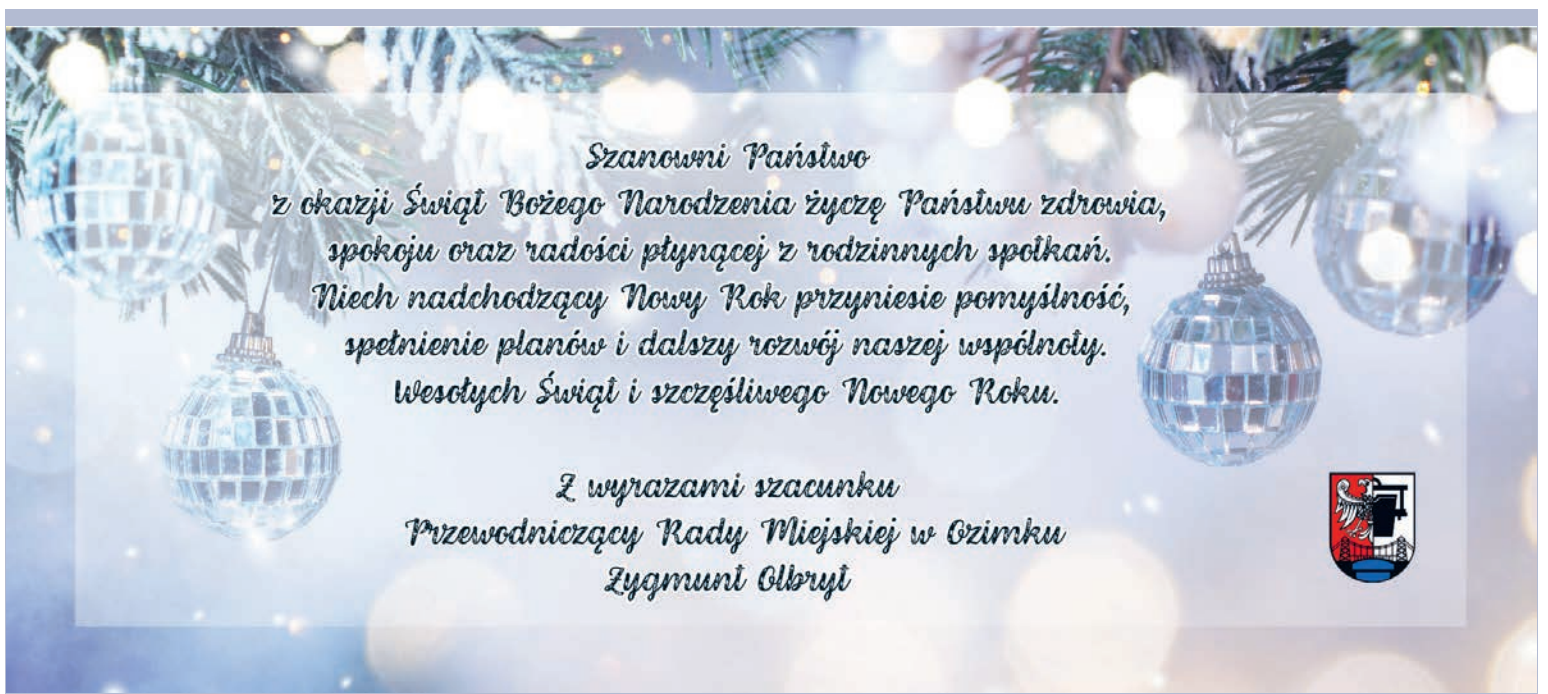 Szanowni Państwo
z okazji Świąt Bożego Narodzenia życzę Państwu zdrowia,
spokoju oraz radości płynącej z rodzinnych spotkań.
Niech nadchodzący Nowy Rok przyniesie pomyślność,
spełnienie planów i dalszy rozwój naszej wspólnoty.
Wesołych Świąt i szczęśliwego Nowego Roku.
Z wyrazami szacunku
Przewodniczący Rady Miejskiej w Ozimku
Zygmunt Olbryt